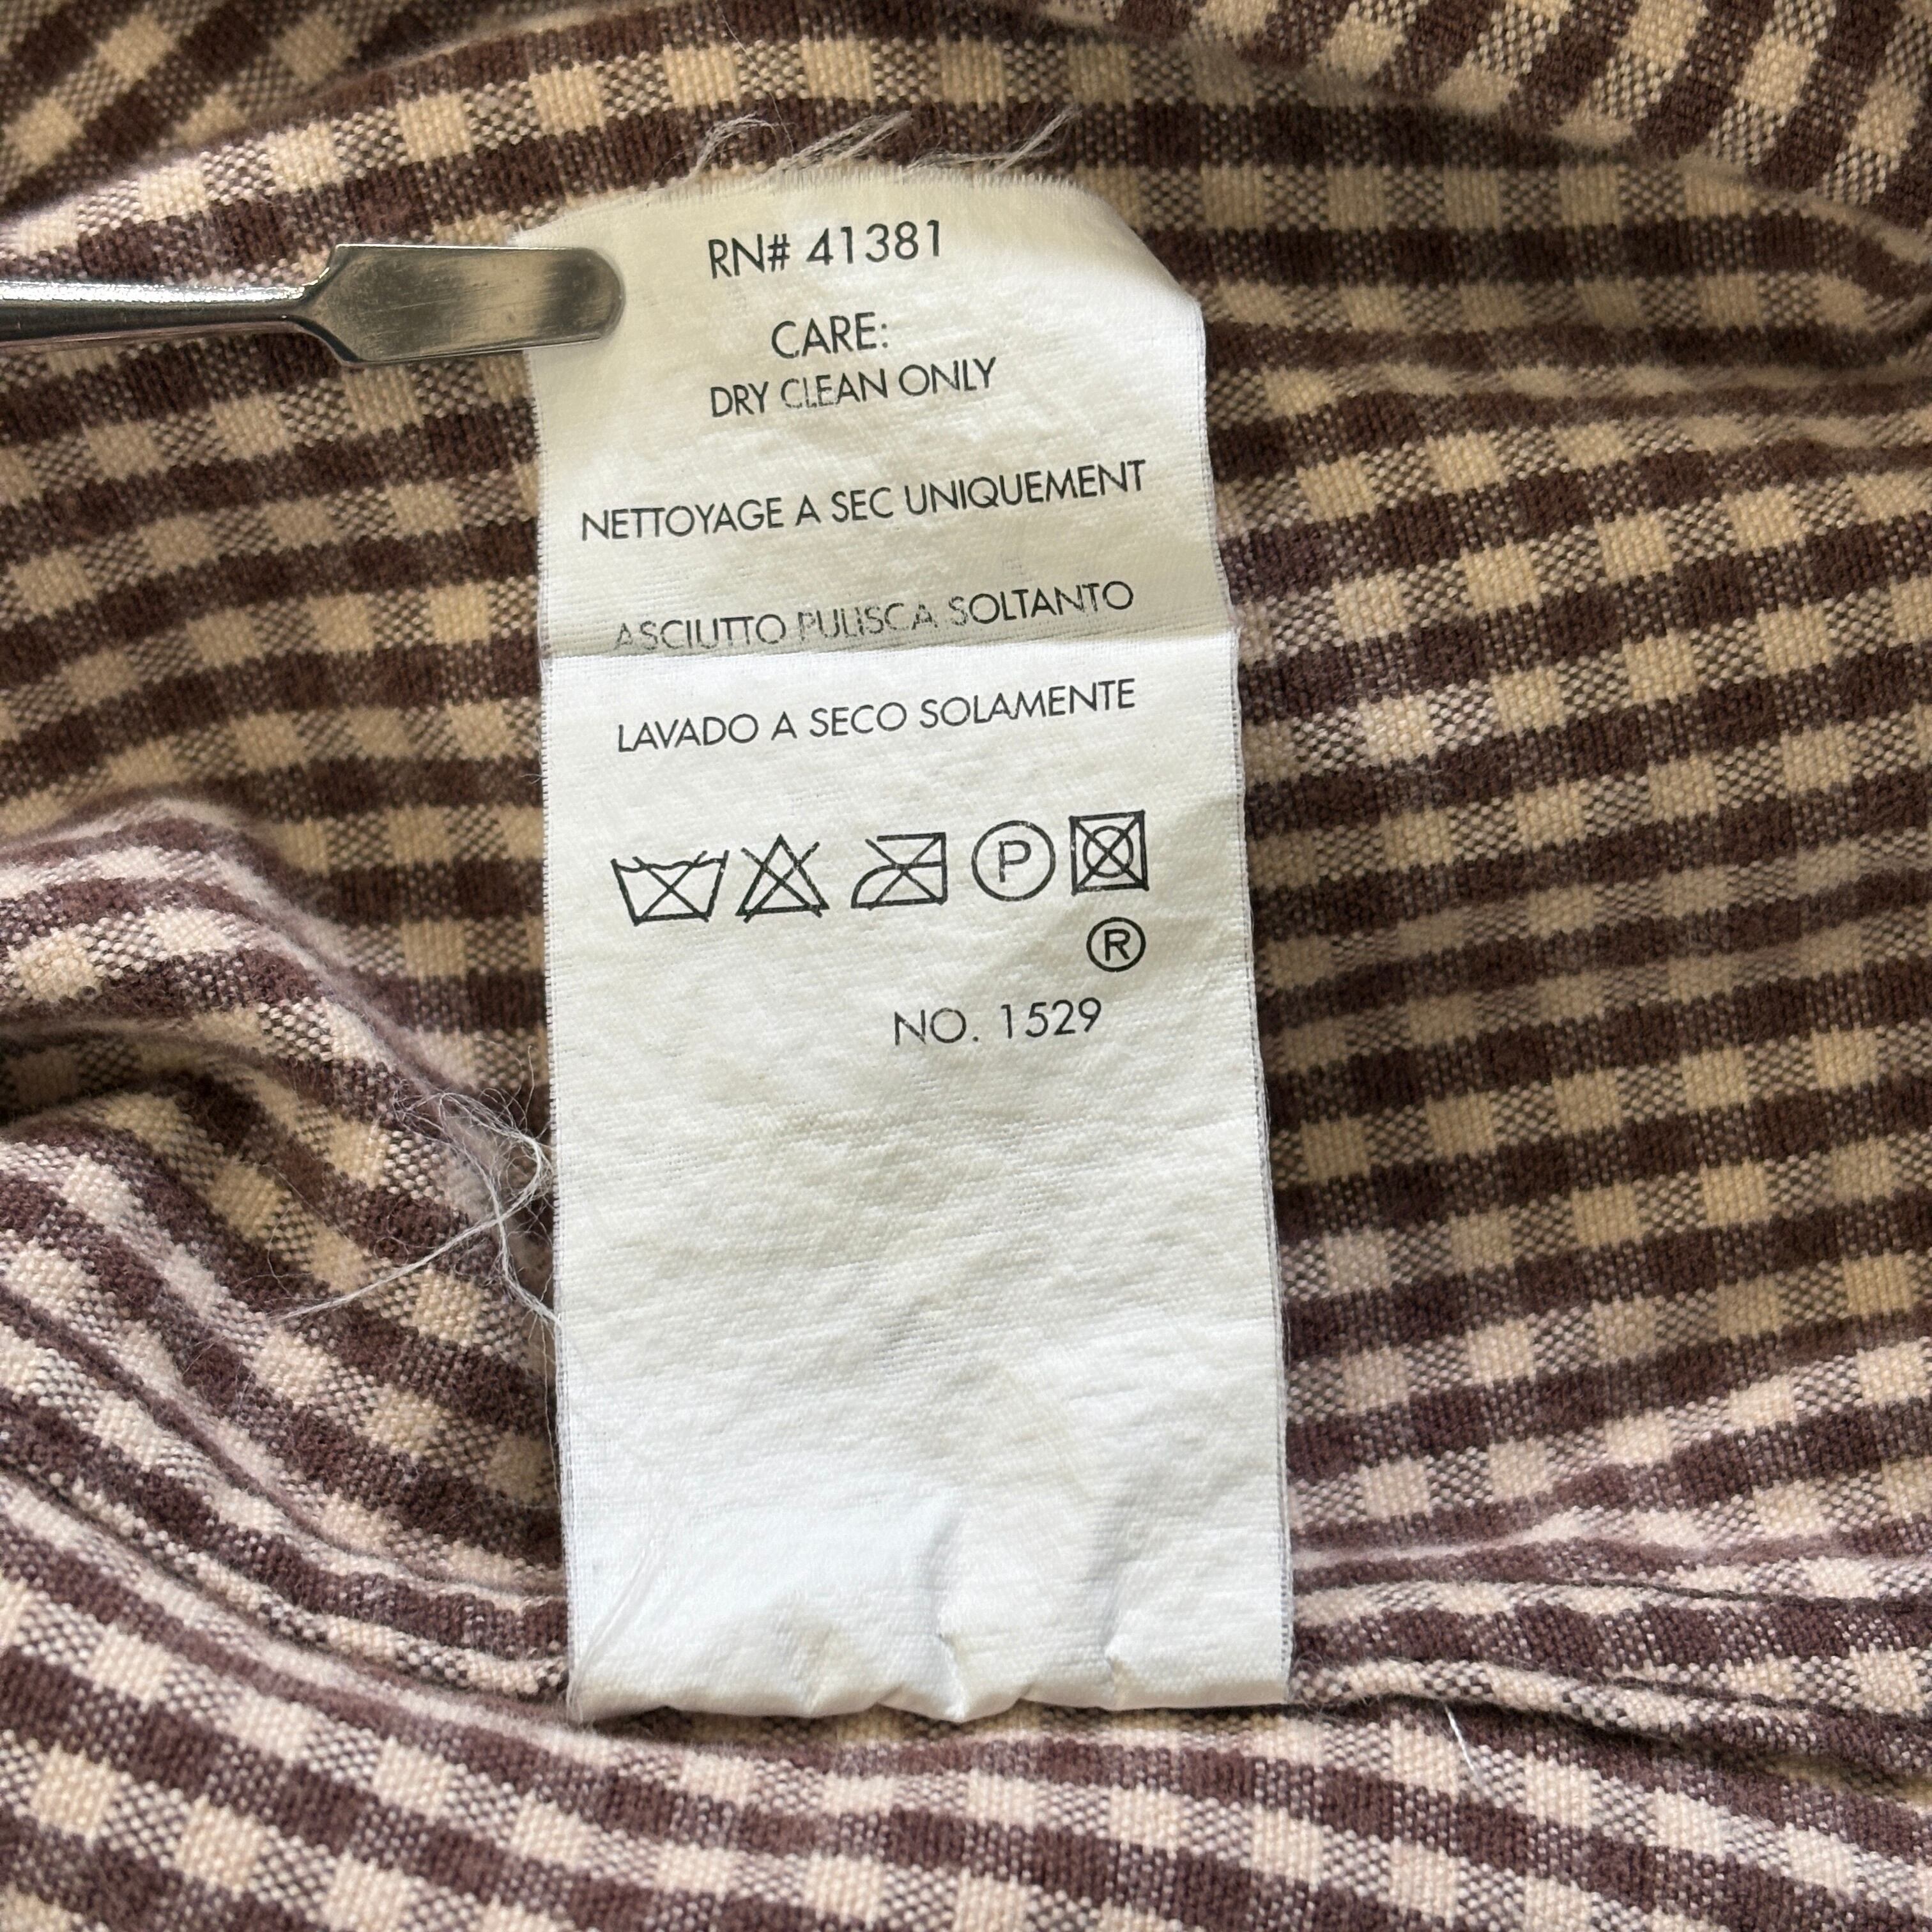 RN# 41381
CARE:
DRY CLEAN ONLY
NETTOYAGE A SEC UNIQUEMENT
ASCIUTTO PULISCA SOLTANTO
LAVADO A SECO SOLAMENTE
P
®
NO. 1529